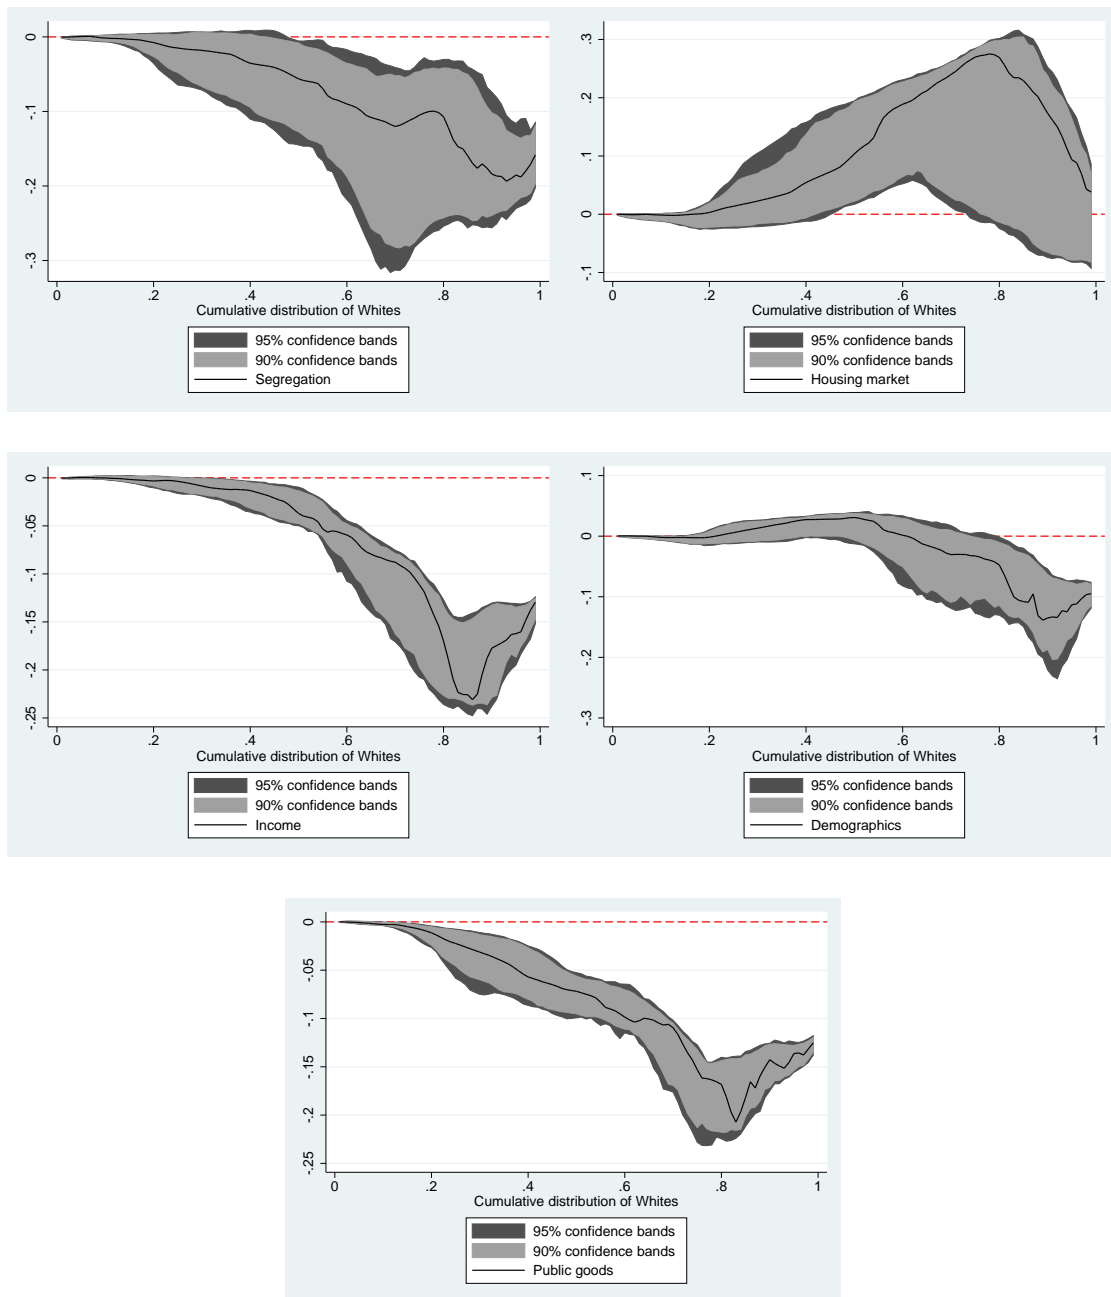 0
-.1
-.2
-.3
0 .2 .4 .6 .8 1
Cumulative distribution of Whites
95% confidence bands
90% confidence bands
Segregation
.3
.2
.1
0
-.1
0 .2 .4 .6 .8 1
Cumulative distribution of Whites
95% confidence bands
90% confidence bands
Housing market
0
-.05
-.1
-.15
-.2
-.25
0 .2 .4 .6 .8 1
Cumulative distribution of Whites
95% confidence bands
90% confidence bands
Income
.1
0
-.1
-.2
-.3
0 .2 .4 .6 .8 1
Cumulative distribution of Whites
95% confidence bands
90% confidence bands
Demographics
0
-.05
-.1
-.15
-.2
-.25
0 .2 .4 .6 .8 1
Cumulative distribution of Whites
95% confidence bands
90% confidence bands
Public goods